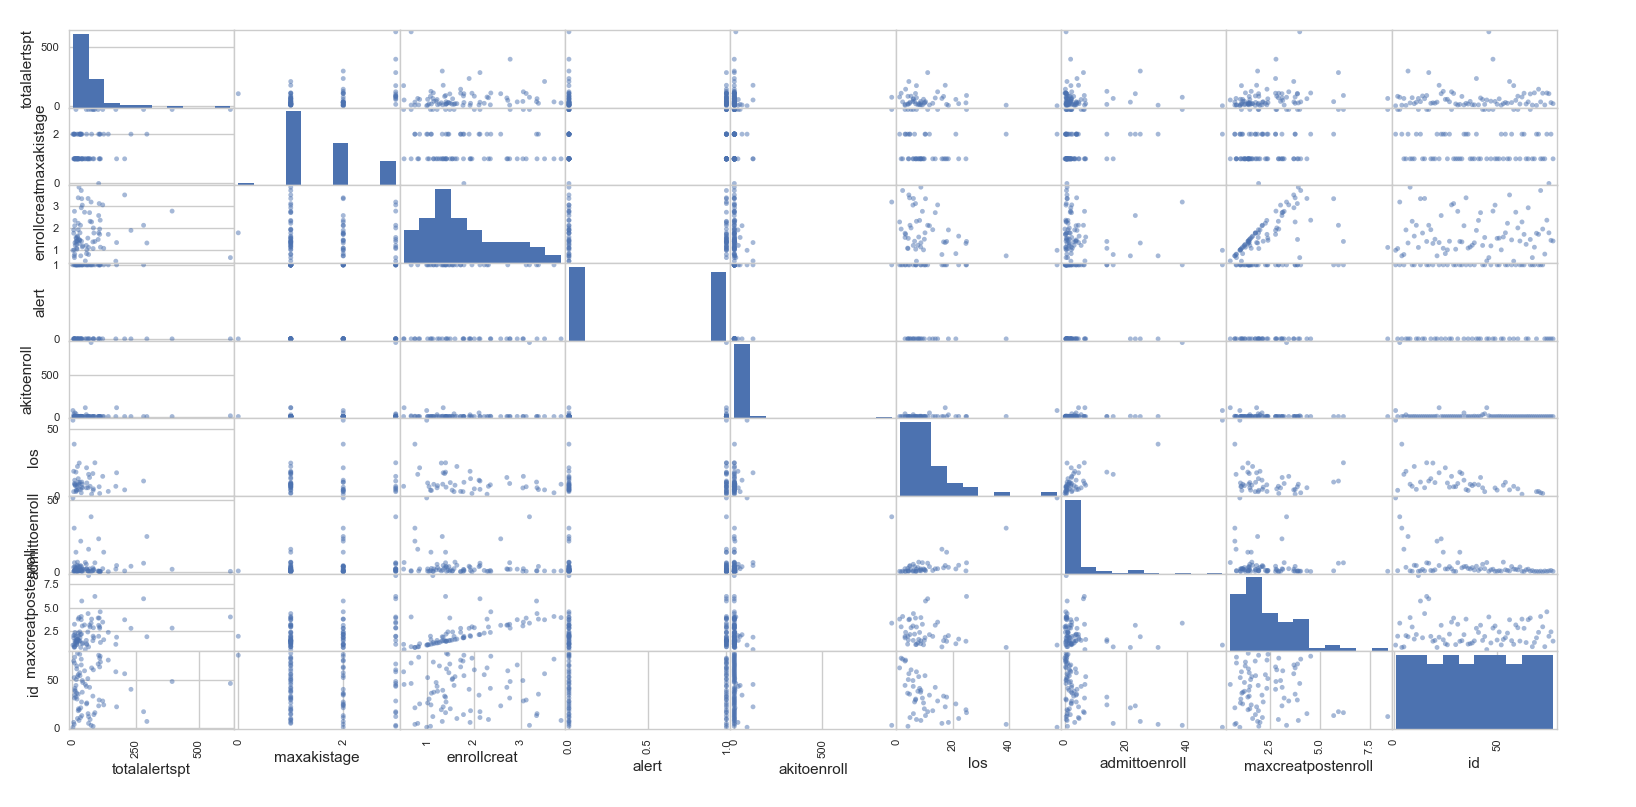 totalalertspt
500
0
maxakistage
2
0
enrollcreat
3
2
1
alert
1
0
akitoenroll
500
0
los
50
0
admittoenroll
50
0
maxcreatpostenroll
7.5
5.0
2.5
id
50
0
0 250 500 0 2 1 2 3 0.0 0.5 1.0 0 500 0 20 40 0 20 40 2.5 5.0 7.5 0 50
totalalertspt maxakistage enrollcreat alert akitoenroll los admittoenroll maxcreatpostenroll id